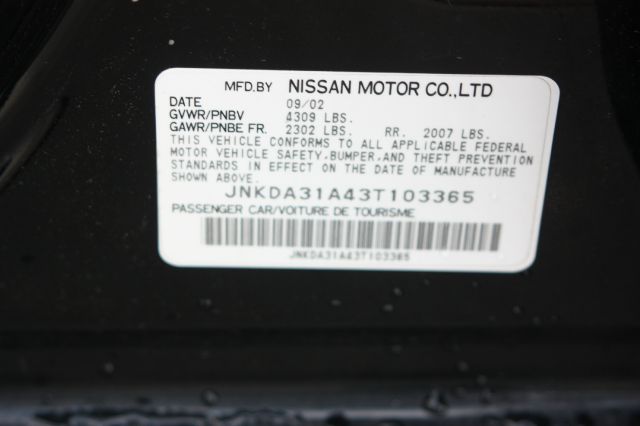 MFD.BY NISSAN MOTOR CO.,LTD
DATE 09/02
GVWR/PNBV 4309 LBS.
GAWR/PNBE FR. 2302 LBS. RR. 2007 LBS.
THIS VEHICLE CONFORMS TO ALL APPLICABLE FEDERAL
MOTOR VEHICLE SAFETY,BUMPER,AND THEFT PREVENTION
STANDARDS IN EFFECT ON THE DATE OF MANUFACTURE
SHOWN ABOVE.
JNKDA31A43T103365
PASSENGER CAR/VOITURE DE TOURISME
JNKDA31A43T103365